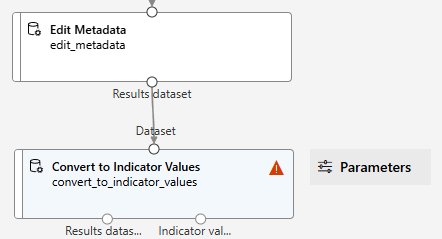 Edit Metadata
edit_metadata
Results dataset
Dataset
Convert to Indicator Values
convert_to_indicator_values
Parameters
Results datas...
Indicator val...